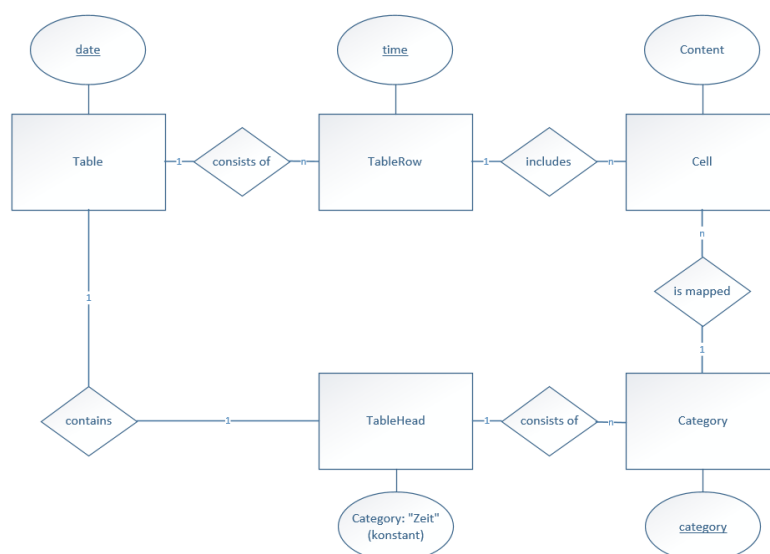 date
time
Content
Table
1
consists of
n
TableRow
1
includes
n
Cell
n
1
is mapped
1
contains
1
TableHead
1
consists of
n
Category
Category: "Zeit"
(konstant)
category